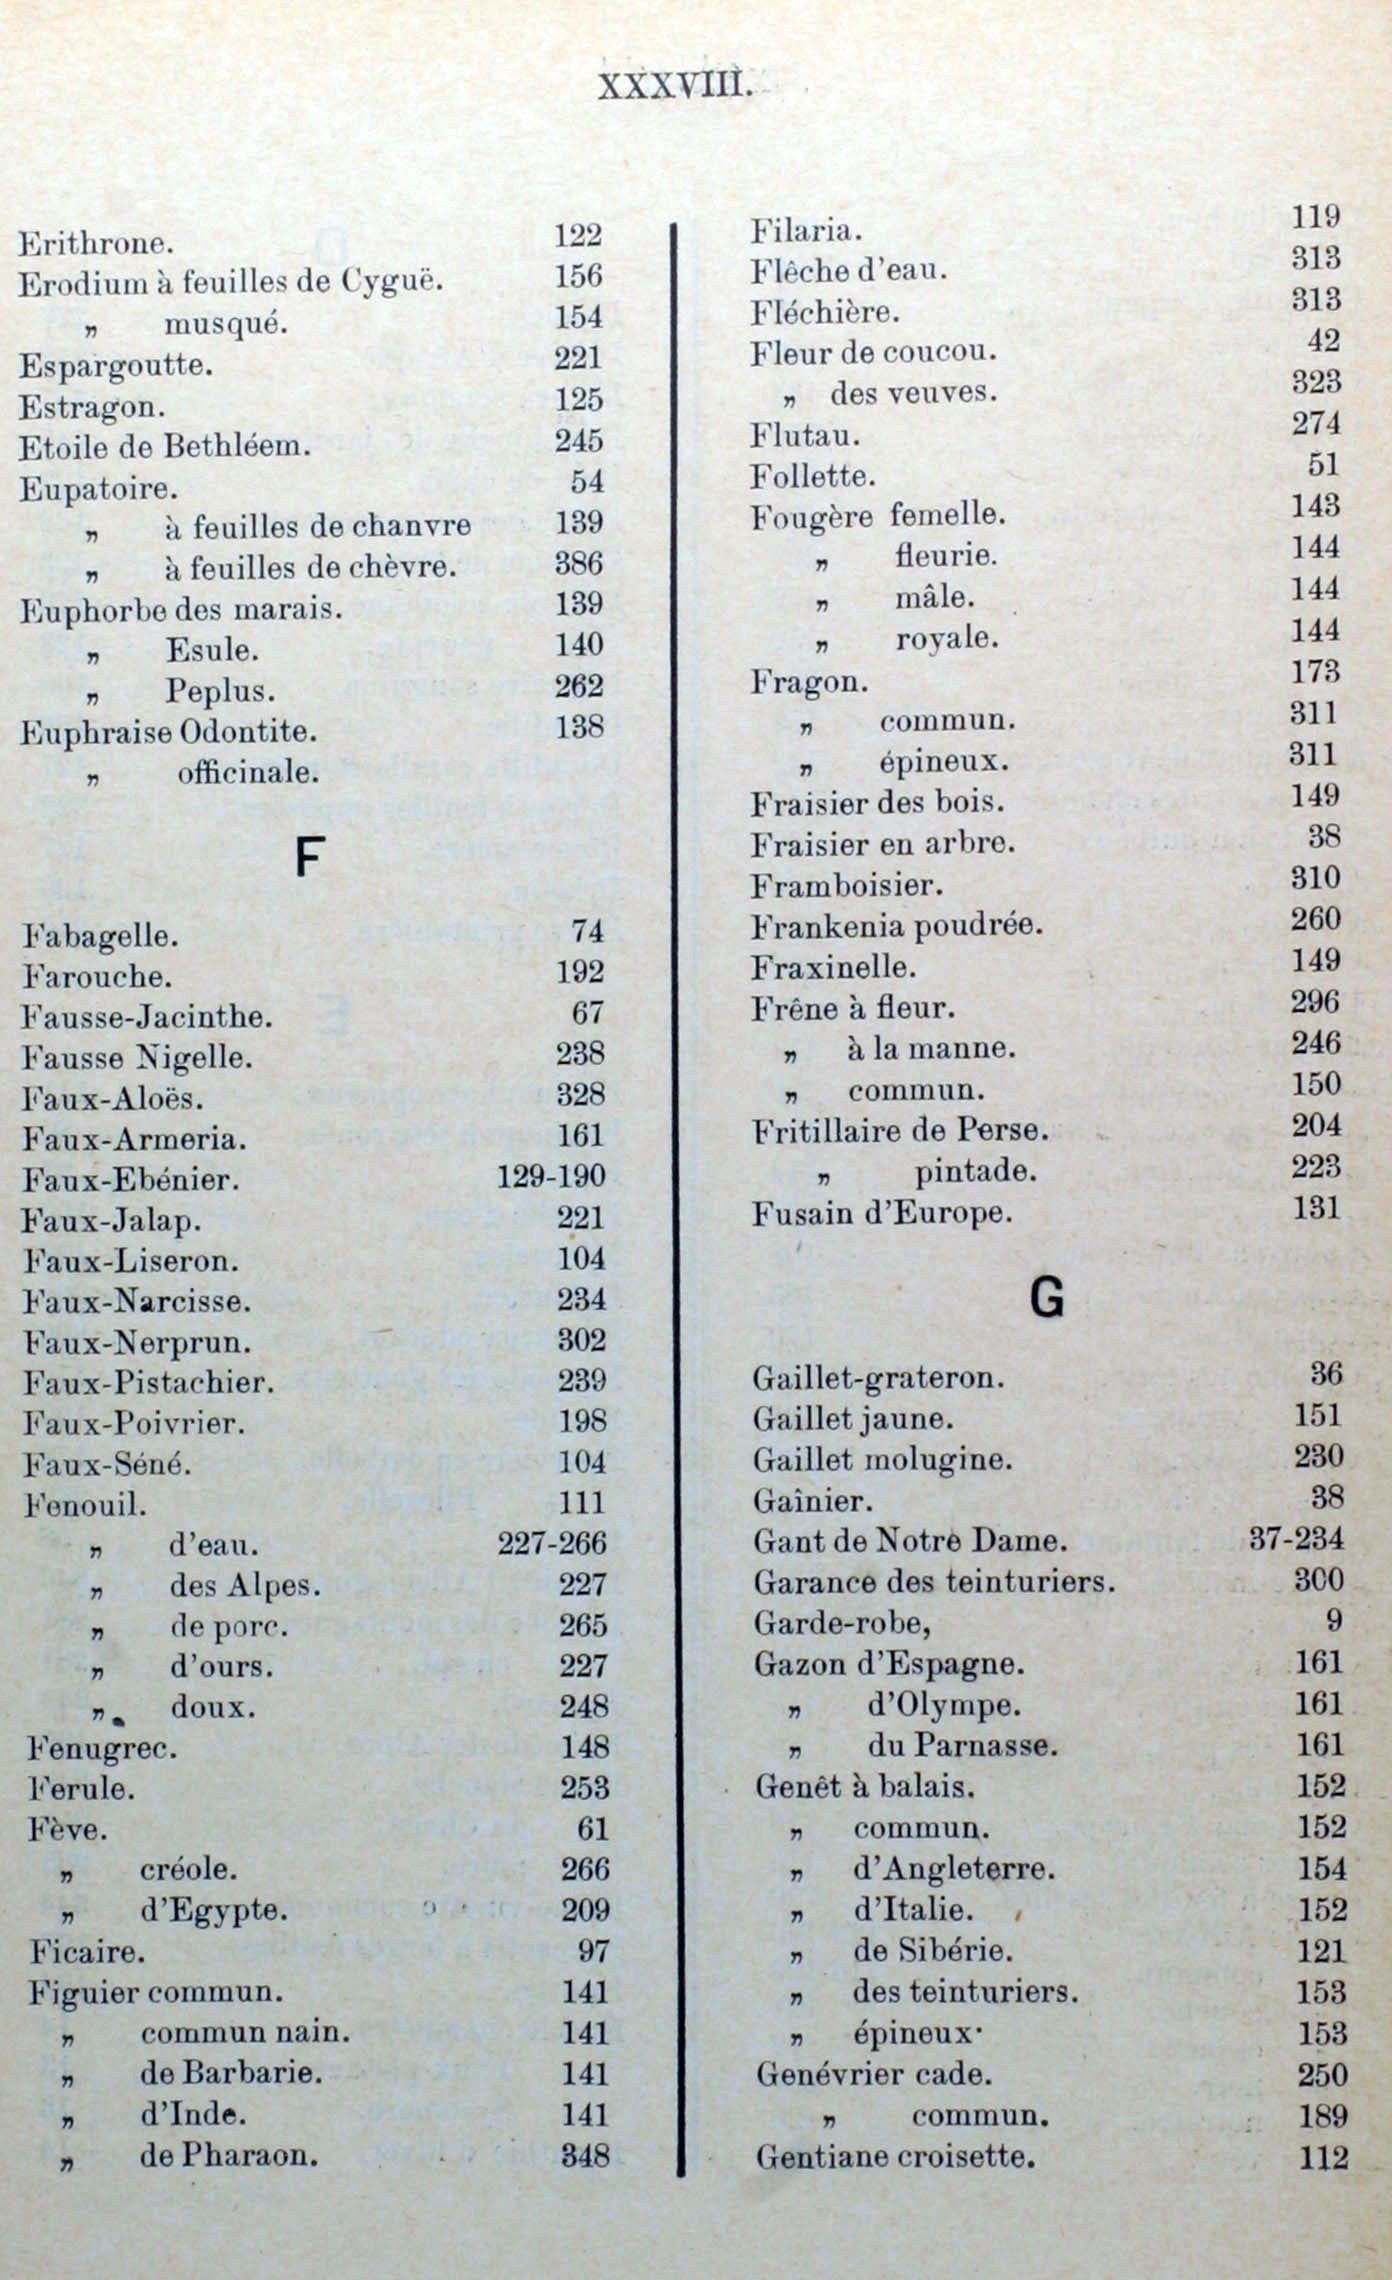 XXXVIII.
Erithrone. 122
Erodium à feuilles de Cyguë. 156
„ musqué. 154
Espargoutte. 221
Estragon. 125
Etoile de Bethléem. 245
Eupatoire. 54
„ à feuilles de chanvre 139
„ à feuilles de chèvre. 386
Euphorbe des marais. 139
„ Esule. 140
„ Peplus. 262
Euphraise Odontite. 138
„ officinale.
F
Fabagelle. 74
Farouche. 192
Fausse-Jacinthe. 67
Fausse Nigelle. 238
Faux-Aloës. 328
Faux-Armeria. 161
Faux-Ebénier. 129-190
Faux-Jalap. 221
Faux-Liseron. 104
Faux-Narcisse. 234
Faux-Nerprun. 302
Faux-Pistachier. 239
Faux-Poivrier. 198
Faux-Séné. 104
Fenouil. 111
„ d'eau. 227-266
„ des Alpes. 227
„ de porc. 265
„ d'ours. 227
„ doux. 248
Fenugrec. 148
Ferule. 253
Fève. 61
„ créole. 266
„ d'Egypte. 209
Ficaire. 97
Figuier commun. 141
„ commun nain. 141
„ de Barbarie. 141
„ d'Inde. 141
„ de Pharaon. 348
Filaria. 119
Flêche d'eau. 313
Fléchière. 313
Fleur de coucou. 42
„ des veuves. 323
Flutau. 274
Follette. 51
Fougère femelle. 143
„ fleurie. 144
„ mâle. 144
„ royale. 144
Fragon. 173
„ commun. 311
„ épineux. 311
Fraisier des bois. 149
Fraisier en arbre. 38
Framboisier. 310
Frankenia poudrée. 260
Fraxinelle. 149
Frêne à fleur. 296
„ à la manne. 246
„ commun. 150
Fritillaire de Perse. 204
„ pintade. 223
Fusain d'Europe. 131
G
Gaillet-grateron. 36
Gaillet jaune. 151
Gaillet molugine. 230
Gaînier. 38
Gant de Notre Dame. 37-234
Garance des teinturiers. 300
Garde-robe, 9
Gazon d'Espagne. 161
„ d'Olympe. 161
„ du Parnasse. 161
Genêt à balais. 152
„ commun. 152
„ d'Angleterre. 154
„ d'Italie. 152
„ de Sibérie. 121
„ des teinturiers. 153
„ épineux· 153
Genévrier cade. 250
„ commun. 189
Gentiane croisette. 112